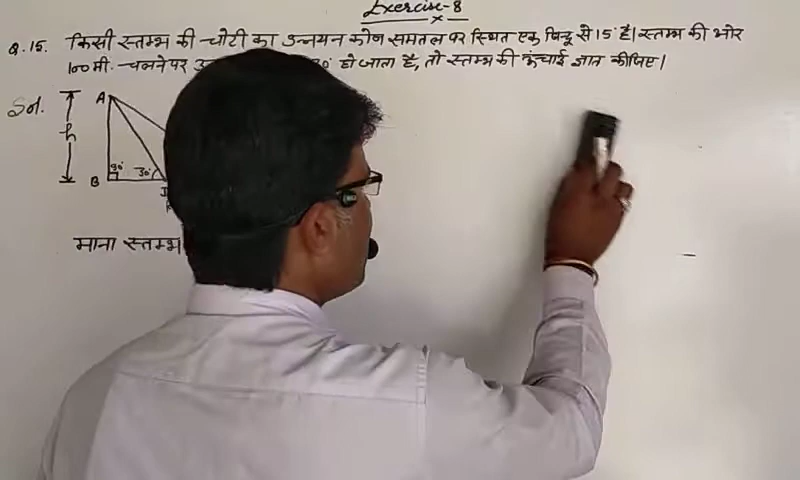 Exercise-8
Q.15. किसी स्तम्भ की चोटी का उन्नयन कोण समतल पर स्थित एक बिन्दु से 15° है। स्तम्भ की ओर
100 मी. चलने पर हो जाता है, तो स्तम्भ की ऊंचाई ज्ञात कीजिए।
Sol.
A
h
B 90° 30°
माना स्तम्भ